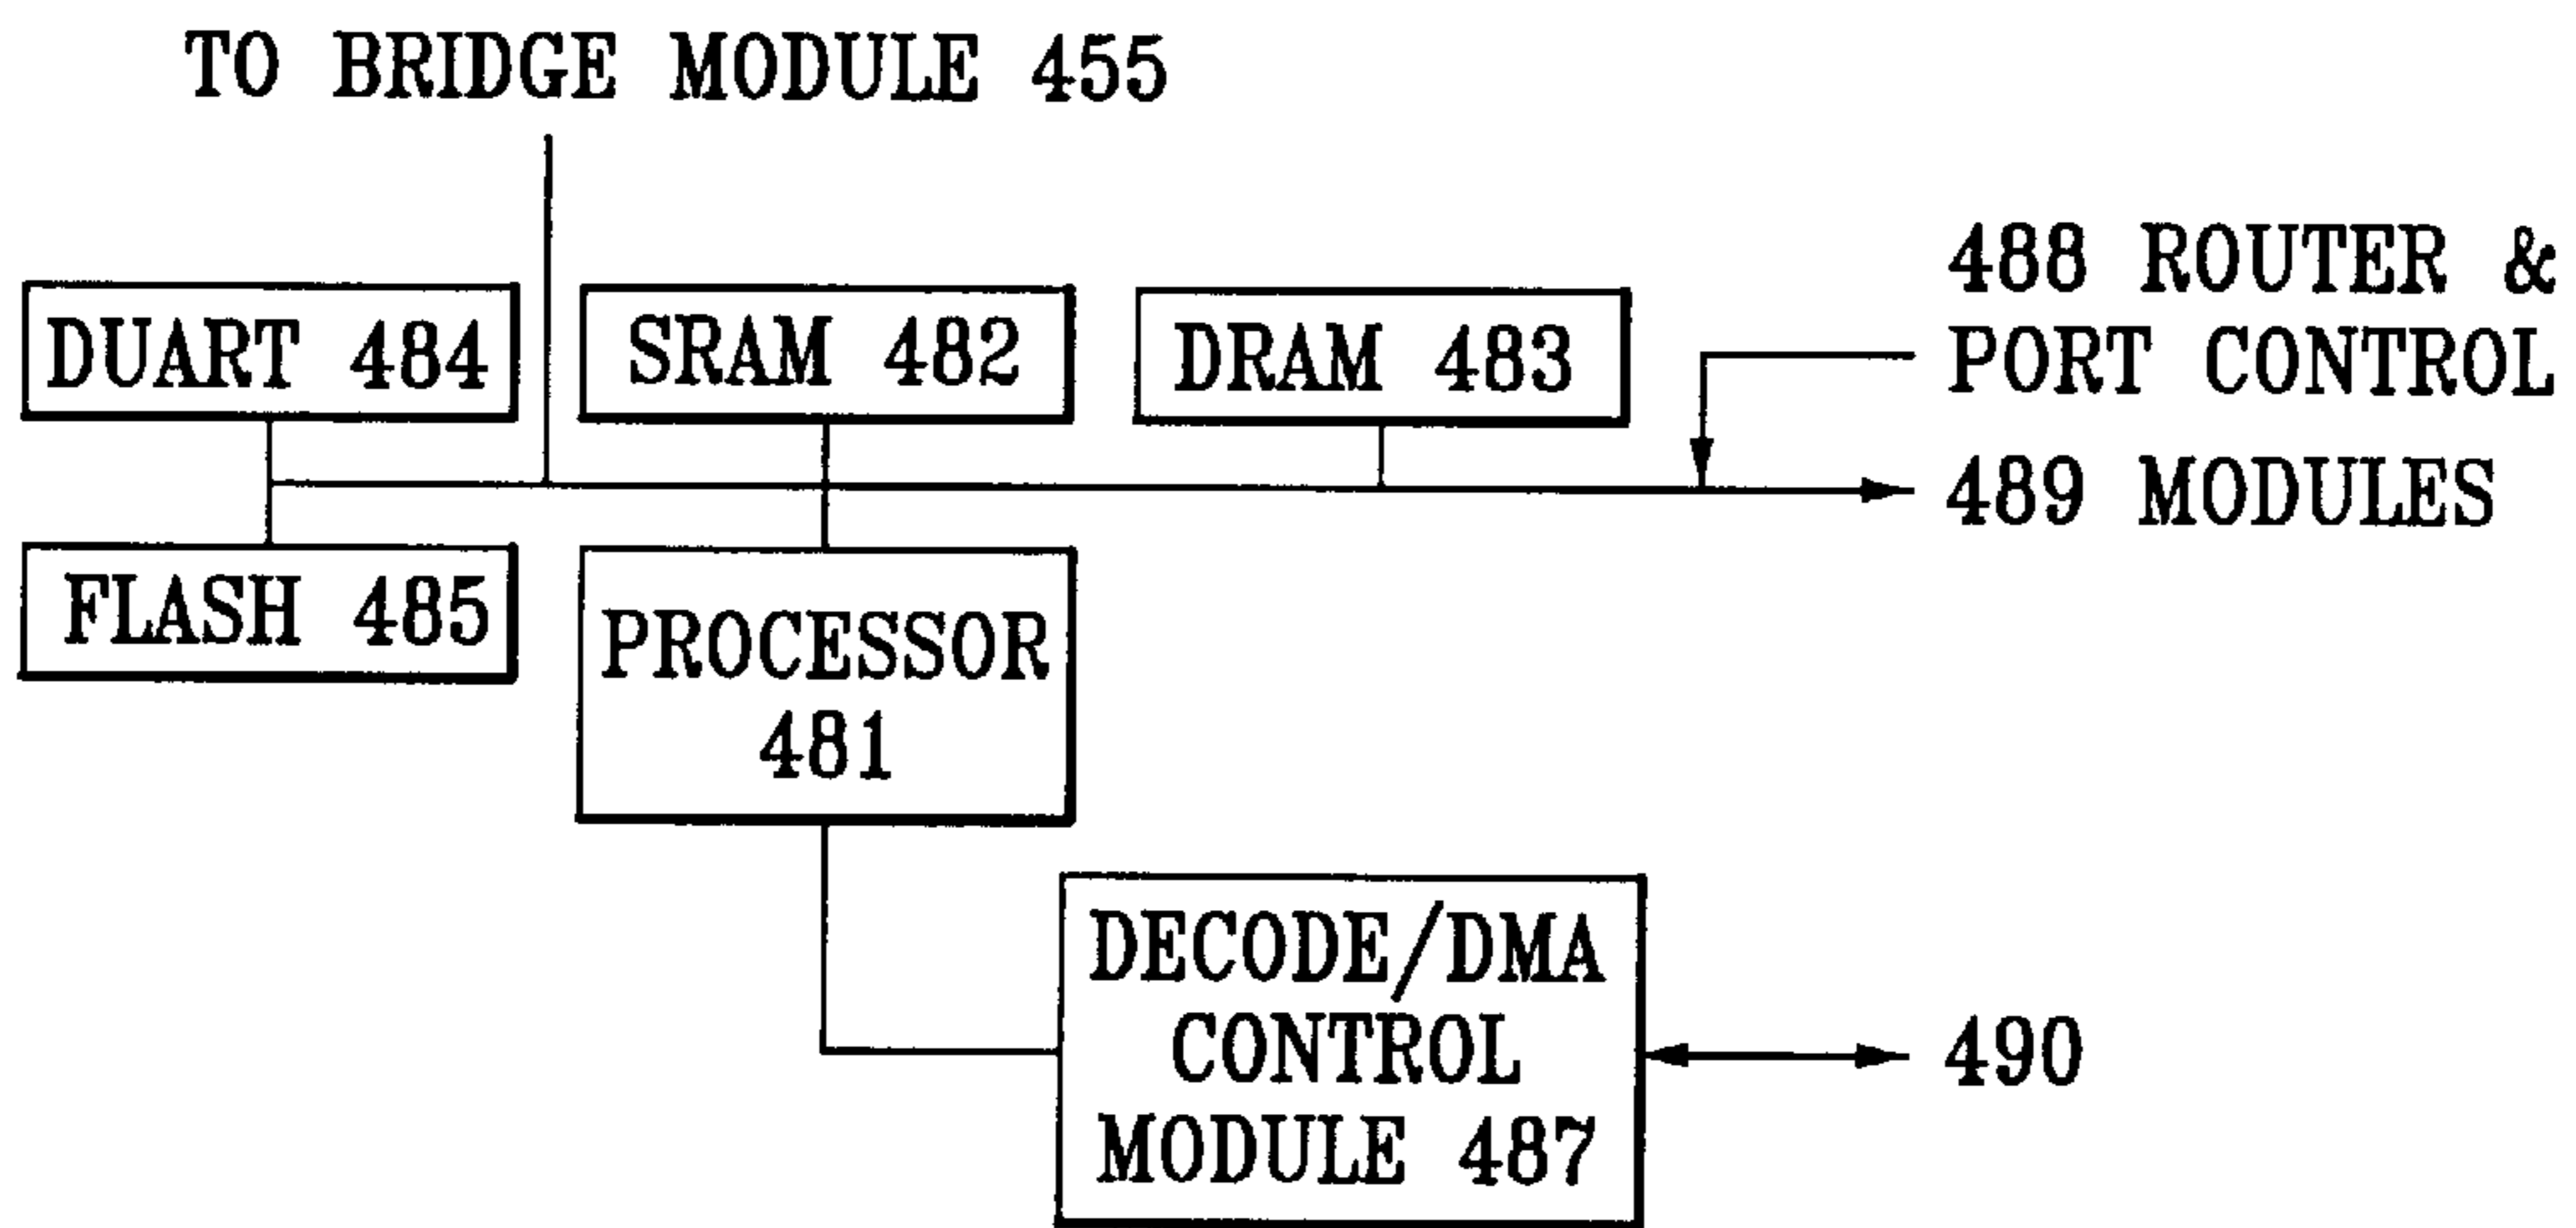 TO BRIDGE MODULE 455
DUART 484
SRAM 482
DRAM 483
488 ROUTER &
PORT CONTROL
489 MODULES
FLASH 485
PROCESSOR
481
DECODE/DMA
CONTROL
MODULE 487
490